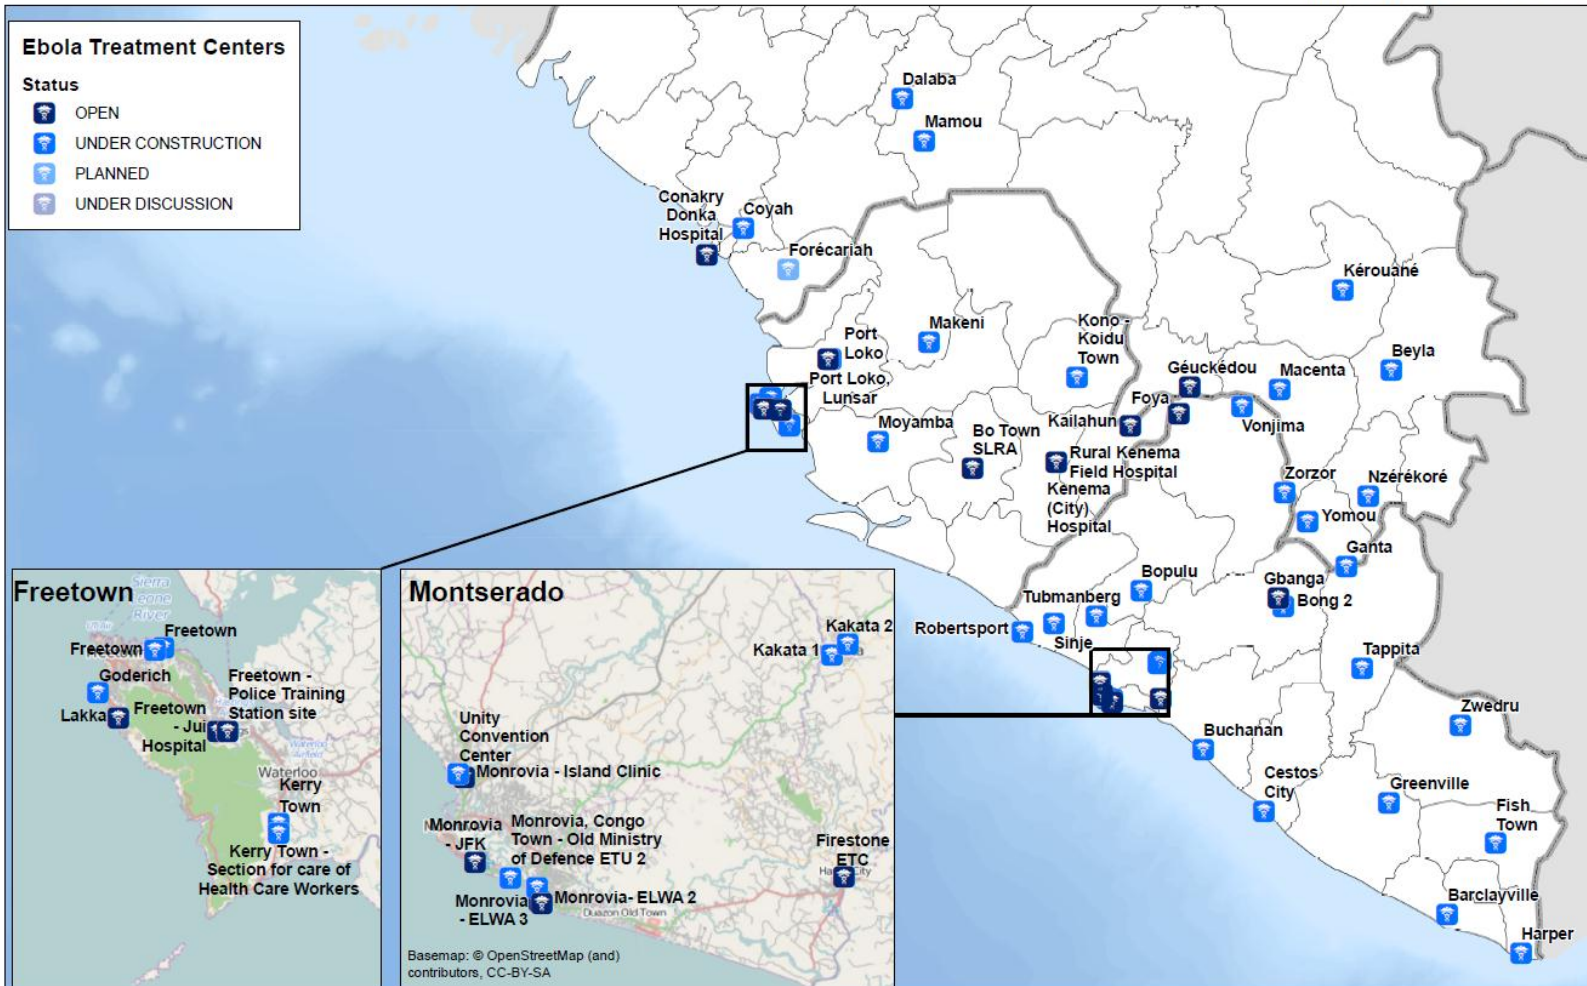 Ebola Treatment Centers
Status
OPEN
UNDER CONSTRUCTION
PLANNED
UNDER DISCUSSION
Dalaba
Mamou
Conakry
Donka
Hospital
Coyah
Forécariah
Kérouané
Port
Loko
Makeni
Kono -
Koidu
Town
Géuckédou
Macenta
Beyla
Port Loko,
Lunsar
Foya
Vonjima
Moyamba
Bo Town
SLRA
Kailahun
Rural Kenema
Field Hospital
Kenema
(City)
Hospital
Zorzor
Nzérékoré
Yomou
Ganta
Gbanga
Bong 2
Bopulu
Tubmanberg
Robertsport
Sinje
Tappita
Zwedru
Buchanan
Cestos
City
Greenville
Fish
Town
Barclayville
Harper
Freetown
Sierra
Leone
River
Freetown
Freetown
Goderich
Lakka
Freetown
- Jui
Hospital
Freetown -
Police Training
Station site
Waterloo
Kerry
Town
Kerry Town -
Section for care of
Health Care Workers
Montserado
Kakata 2
Kakata 1
Unity
Convention
Center
Monrovia - Island Clinic
Monrovia
- JFK
Monrovia, Congo
Town - Old Ministry
of Defence ETU 2
Monrovia
- ELWA 3
Monrovia- ELWA 2
Duazon Old Town
Firestone
ETC
Basemap: © OpenStreetMap (and)
contributors, CC-BY-SA